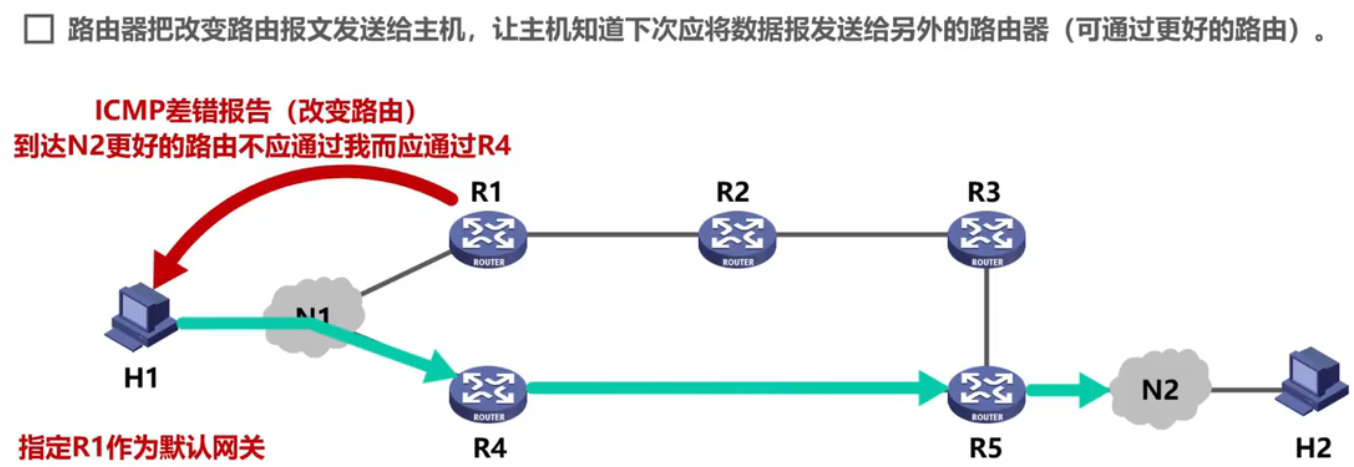 路由器把改变路由报文发送给主机，让主机知道下次应将数据报发送给另外的路由器（可通过更好的路由）。
ICMP差错报告（改变路由）
到达N2更好的路由不应通过我而应通过R4
R1
R2
R3
ROUTER
ROUTER
ROUTER
N1
H1
ROUTER
ROUTER
N2
R4
R5
H2
指定R1作为默认网关